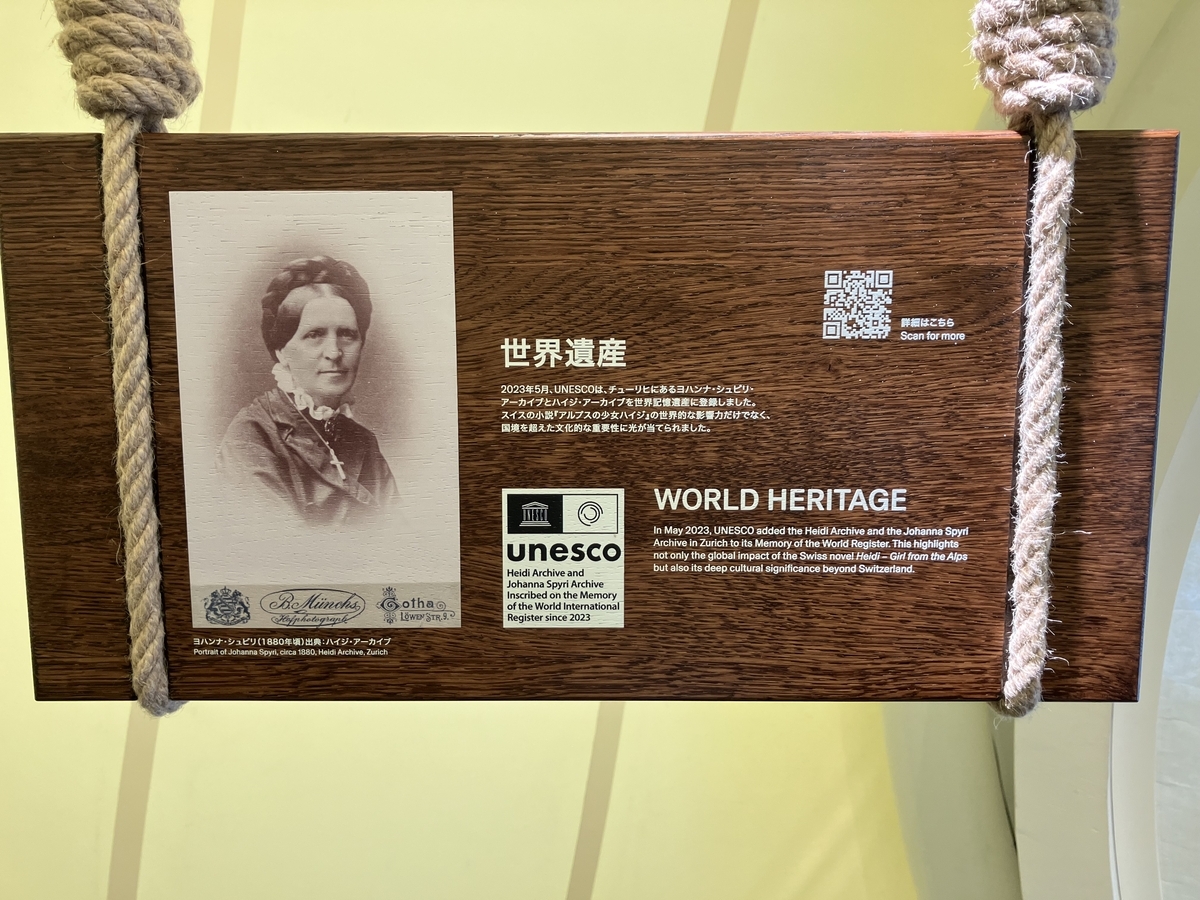 B. Münchs
Hofphotograph
Gotha
LÖWEN STR. 9.
ヨハンナ・シュピリ(1880年頃)出典:ハイジ・アーカイブ
Portrait of Johanna Spyri, circa 1880, Heidi Archive, Zurich
世界遺産
2023年5月、UNESCOは、チューリヒにあるヨハンナ・シュピリ・
アーカイブとハイジ・アーカイブを世界記憶遺産に登録しました。
スイスの小説『アルプスの少女ハイジ』の世界的な影響力だけでなく、
国境を超えた文化的な重要性に光が当てられました。
詳細はこちら
Scan for more
unesco
Heidi Archive and
Johanna Spyri Archive
Inscribed on the Memory
of the World International
Register since 2023
WORLD HERITAGE
In May 2023, UNESCO added the Heidi Archive and the Johanna Spyri
Archive in Zurich to its Memory of the World Register. This highlights
not only the global impact of the Swiss novel Heidi – Girl from the Alps
but also its deep cultural significance beyond Switzerland.